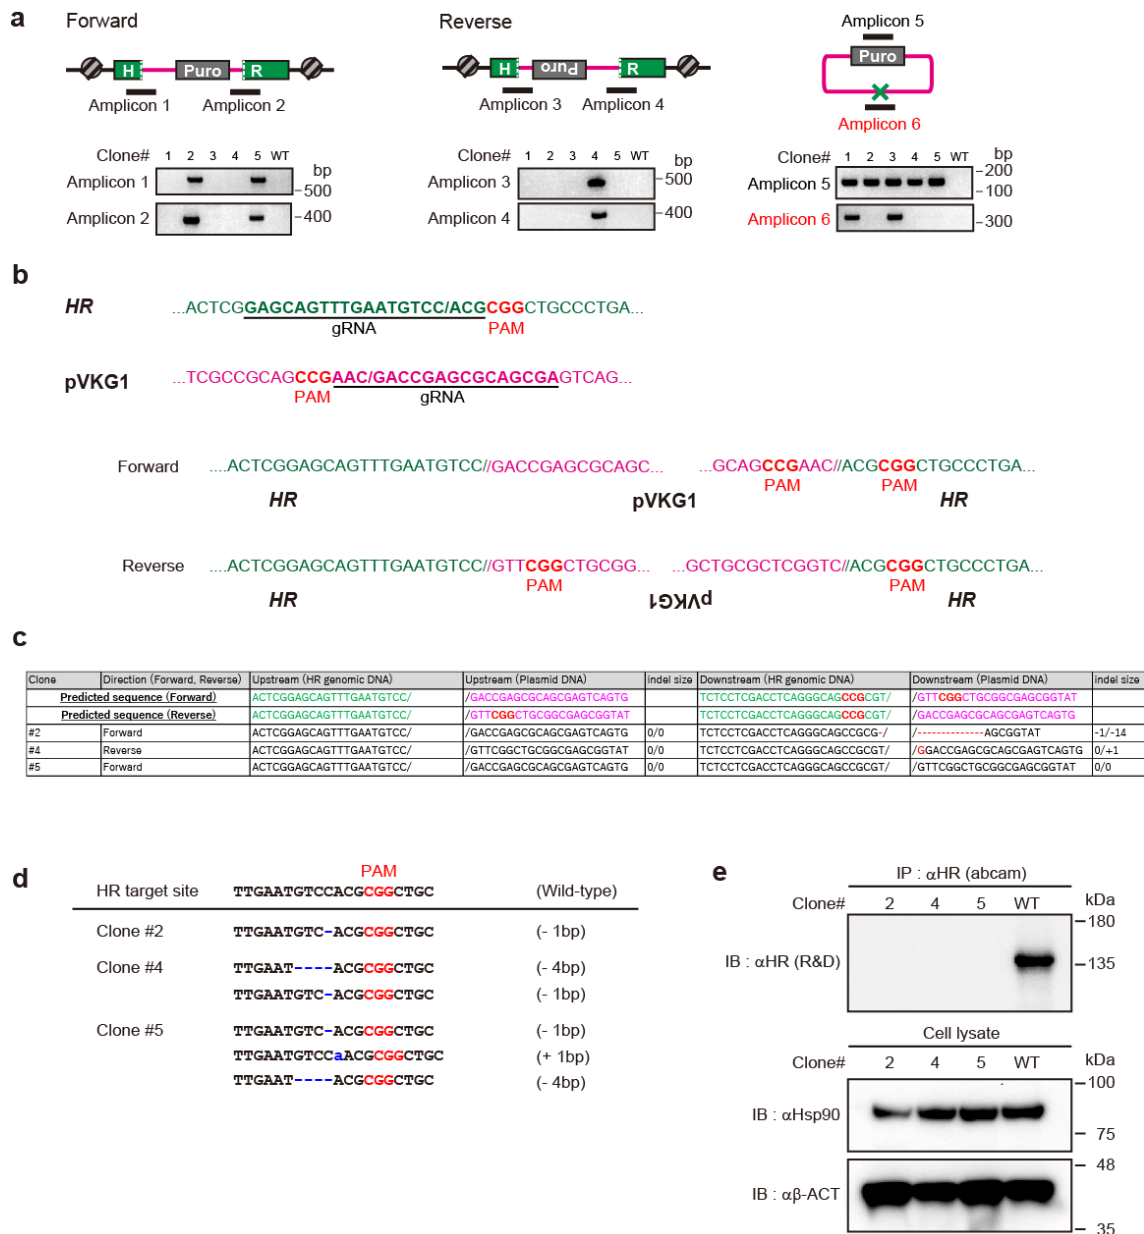 a
Forward
Reverse
Amplicon 5
H Puro R
H Puro R
Puro
Amplicon 1 Amplicon 2
Amplicon 3 Amplicon 4
Amplicon 6
Clone# 1 2 3 4 5 WT bp
Amplicon 1 500
Amplicon 2 400
Clone# 1 2 3 4 5 WT bp
Amplicon 3 500
Amplicon 4 400
Clone# 1 2 3 4 5 WT bp
Amplicon 5 200 100
Amplicon 6 300
b
HR ...ACTCGGAGCAGTTTGAATGTCC/ACGCGGCTGCCCTGA...
gRNA PAM
pVKG1 ...TCGCCGCAGCCGAAC/GACCGAGCGCAGCGAGTCAG...
PAM gRNA
Forward ....ACTCGGAGCAGTTTGAATGTCC//GACCGAGCGCAGC... ...GCAGCCGAAC//ACGCGGCTGCCCTGA...
PAM PAM
HR pVKG1 HR
Reverse ....ACTCGGAGCAGTTTGAATGTCC//GTTCGGCTGCGG... ...GCTGCGCTCGGTC//ACGCGGCTGCCCTGA...
PAM PAM
HR pVKG1 HR
c
Clone Direction (Forward, Reverse) Upstream (HR genomic DNA) Upstream (Plasmid DNA) indel size Downstream (HR genomic DNA) Downstream (Plasmid DNA) indel size
Predicted sequence (Forward) ACTCGGAGCAGTTTGAATGTCC/ /GACCGAGCGCAGCGAGTCAGTG TCTCCTCGACCTCAGGGCAGCCGCGT/ /GTTCGGCTGCGGCGAGCGGTAT
Predicted sequence (Reverse) ACTCGGAGCAGTTTGAATGTCC/ /GTTCGGCTGCGGCGAGCGGTAT TCTCCTCGACCTCAGGGCAGCCGCGT/ /GACCGAGCGCAGCGAGTCAGTG
#2 Forward ACTCGGAGCAGTTTGAATGTCC/ /GACCGAGCGCAGCGAGTCAGTG 0/0 TCTCCTCGACCTCAGGGCAGCCGCG-/ /--------------AGCGGTAT -1/-14
#4 Reverse ACTCGGAGCAGTTTGAATGTCC/ /GTTCGGCTGCGGCGAGCGGTAT 0/0 TCTCCTCGACCTCAGGGCAGCCGCGT/ /GGACCGAGCGCAGCGAGTCAGTG 0/+1
#5 Forward ACTCGGAGCAGTTTGAATGTCC/ /GACCGAGCGCAGCGAGTCAGTG 0/0 TCTCCTCGACCTCAGGGCAGCCGCGT/ /GTTCGGCTGCGGCGAGCGGTAT 0/0
d
PAM
HR target site TTGAATGTCCACGCGGCTGC (Wild-type)
Clone #2 TTGAATGTC-ACGCGGCTGC (- 1bp)
Clone #4 TTGAAT----ACGCGGCTGC (- 4bp)
TTGAATGTC-ACGCGGCTGC (- 1bp)
Clone #5 TTGAATGTC-ACGCGGCTGC (- 1bp)
TTGAATGTCCaACGCGGCTGC (+ 1bp)
TTGAAT----ACGCGGCTGC (- 4bp)
e
IP : αHR (abcam)
Clone# 2 4 5 WT kDa
180
IB : αHR (R&D) 135
Cell lysate
Clone# 2 4 5 WT kDa
100
IB : αHsp90
75
48
IB : αβ-ACT
35